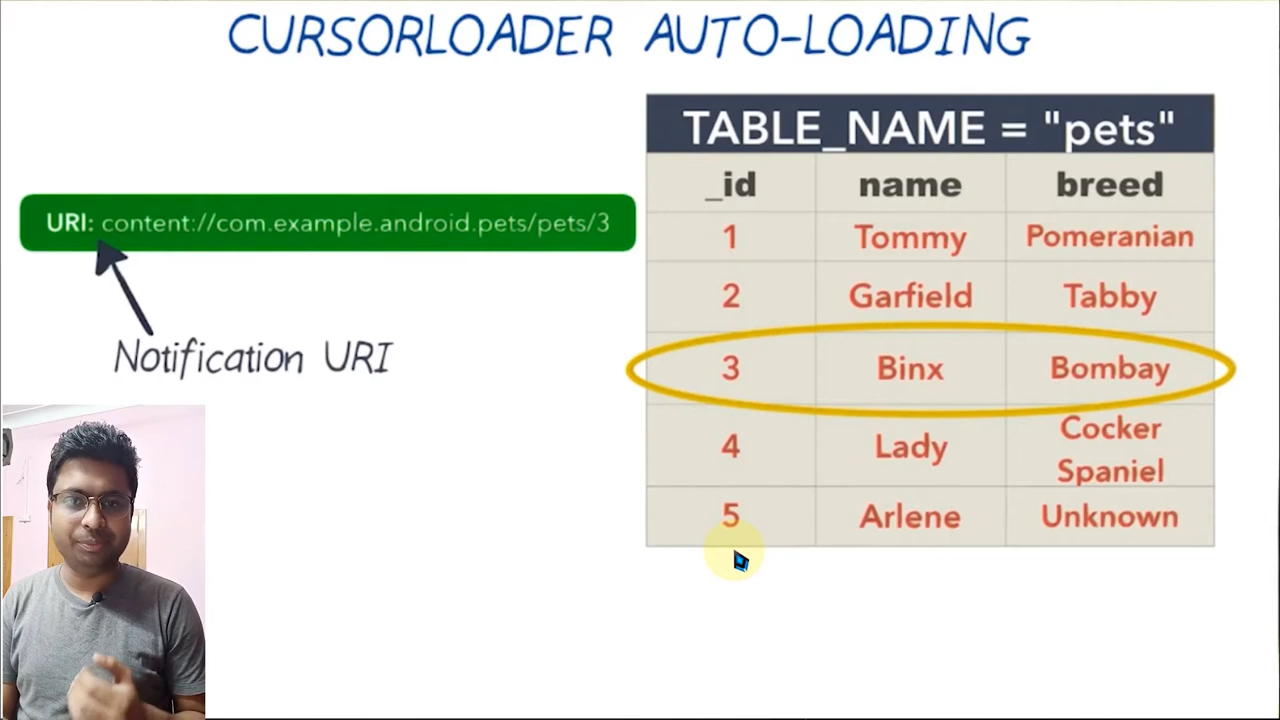 CURSORLOADER AUTO-LOADING
URI: content://com.example.android.pets/pets/3
Notification URI
TABLE_NAME = "pets"
_id name breed
1 Tommy Pomeranian
2 Garfield Tabby
3 Binx Bombay
4 Lady Cocker Spaniel
5 Arlene Unknown